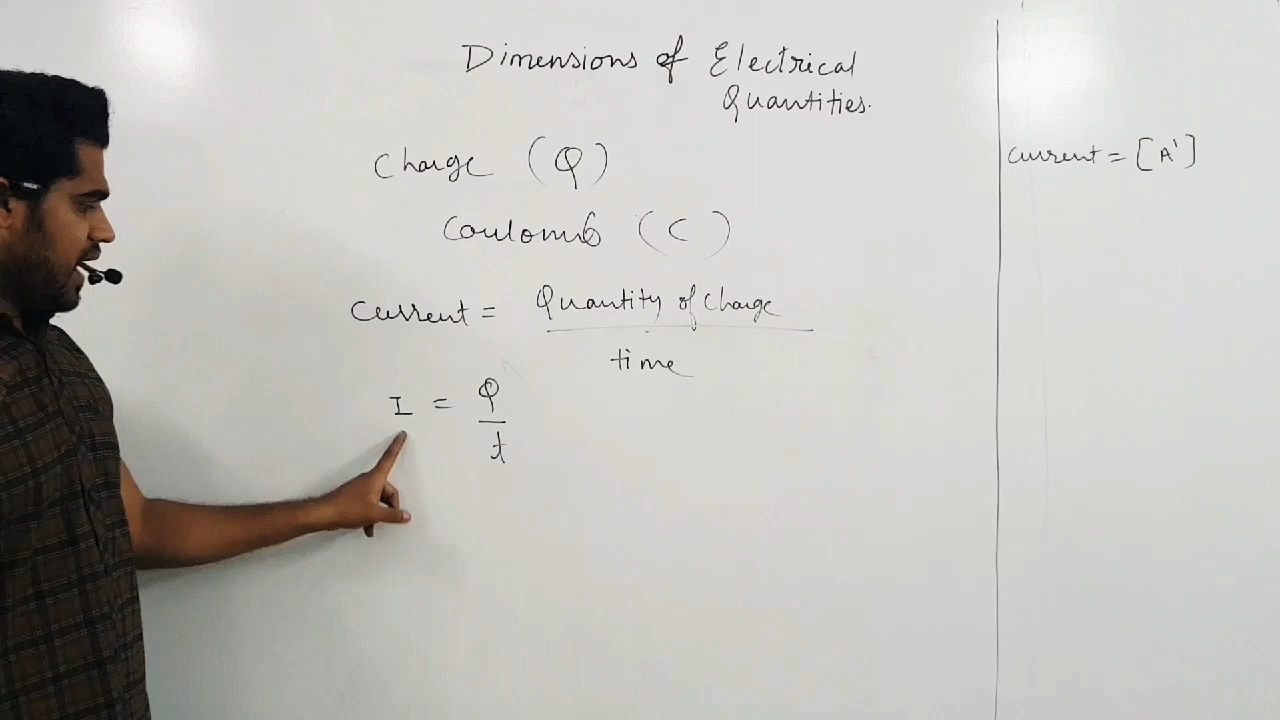 Dimensions of Electrical
Quantities.
Charge (Q)
Coulomb (C)
Current = Quantity of Charge
time
I = Q
t
Current = [A¹]